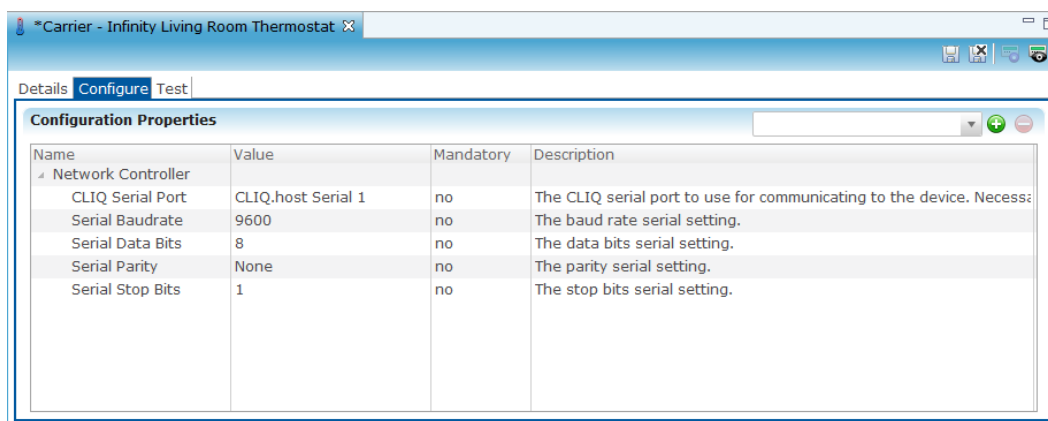 *Carrier - Infinity Living Room Thermostat
Details Configure Test
Configuration Properties
Name Value Mandatory Description
Network Controller
CLIQ Serial Port CLIQ.host Serial 1 no The CLIQ serial port to use for communicating to the device. Necessa
Serial Baudrate 9600 no The baud rate serial setting.
Serial Data Bits 8 no The data bits serial setting.
Serial Parity None no The parity serial setting.
Serial Stop Bits 1 no The stop bits serial setting.